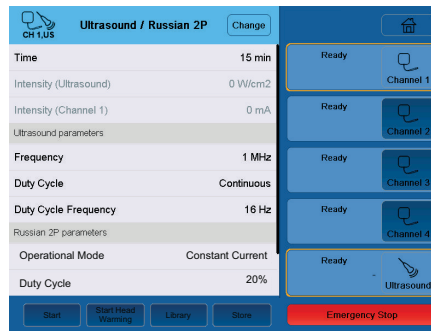 CH 1,US
Ultrasound / Russian 2P
Change
Time 15 min
Intensity (Ultrasound) 0 W/cm2
Intensity (Channel 1) 0 mA
Ultrasound parameters
Frequency 1 MHz
Duty Cycle Continuous
Duty Cycle Frequency 16 Hz
Russian 2P parameters
Operational Mode Constant Current
Duty Cycle 20%
Start
Start Head
Warming
Library
Store
Ready
Channel 1
Ready
Channel 2
Ready
Channel 3
Ready
Channel 4
Ready
Ultrasound
Emergency Stop